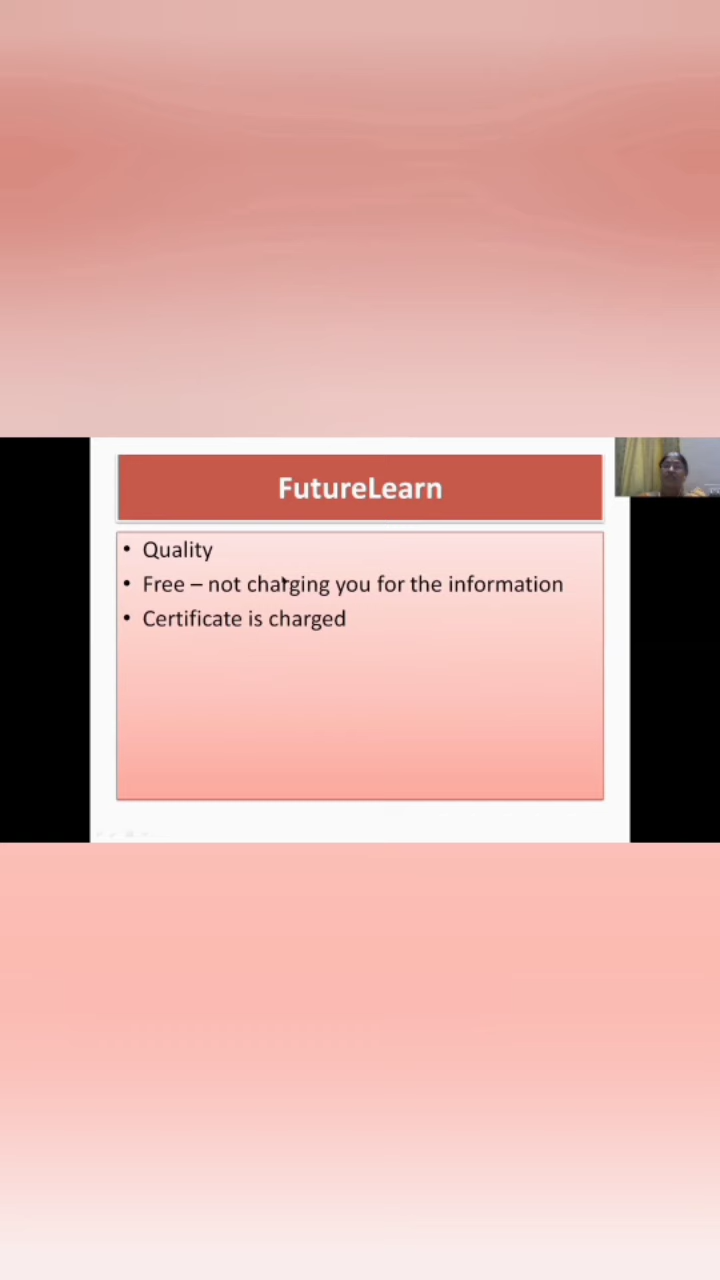 FutureLearn
• Quality
• Free – not charging you for the information
• Certificate is charged